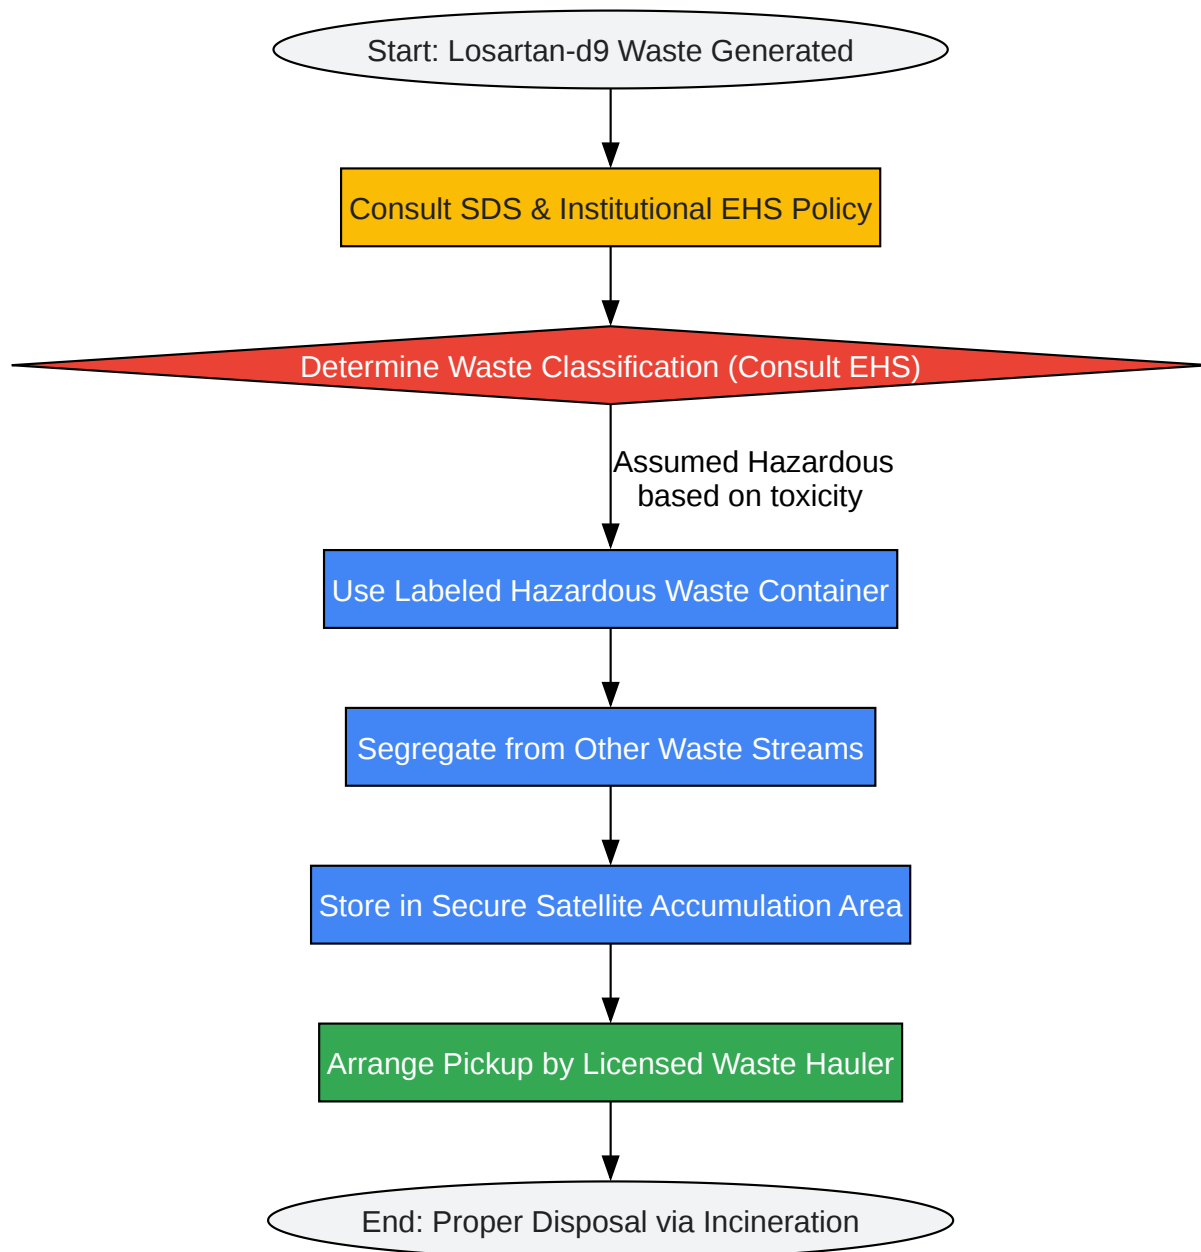 Start: Losartan-d9 Waste Generated
Consult SDS & Institutional EHS Policy
Determine Waste Classification (Consult EHS)
Assumed Hazardous
based on toxicity
Use Labeled Hazardous Waste Container
Segregate from Other Waste Streams
Store in Secure Satellite Accumulation Area
Arrange Pickup by Licensed Waste Hauler
End: Proper Disposal via Incineration